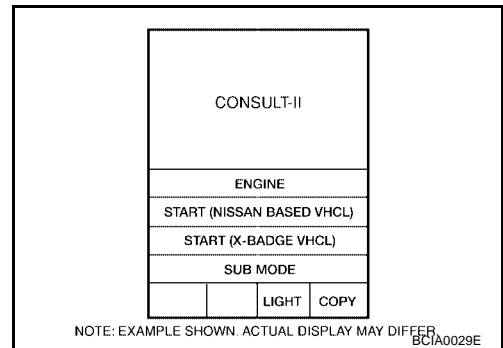 CONSULT-II
ENGINE
START (NISSAN BASED VHCL)
START (X-BADGE VHCL)
SUB MODE
LIGHT COPY
NOTE: EXAMPLE SHOWN. ACTUAL DISPLAY MAY DIFFER.
BCIA0029E